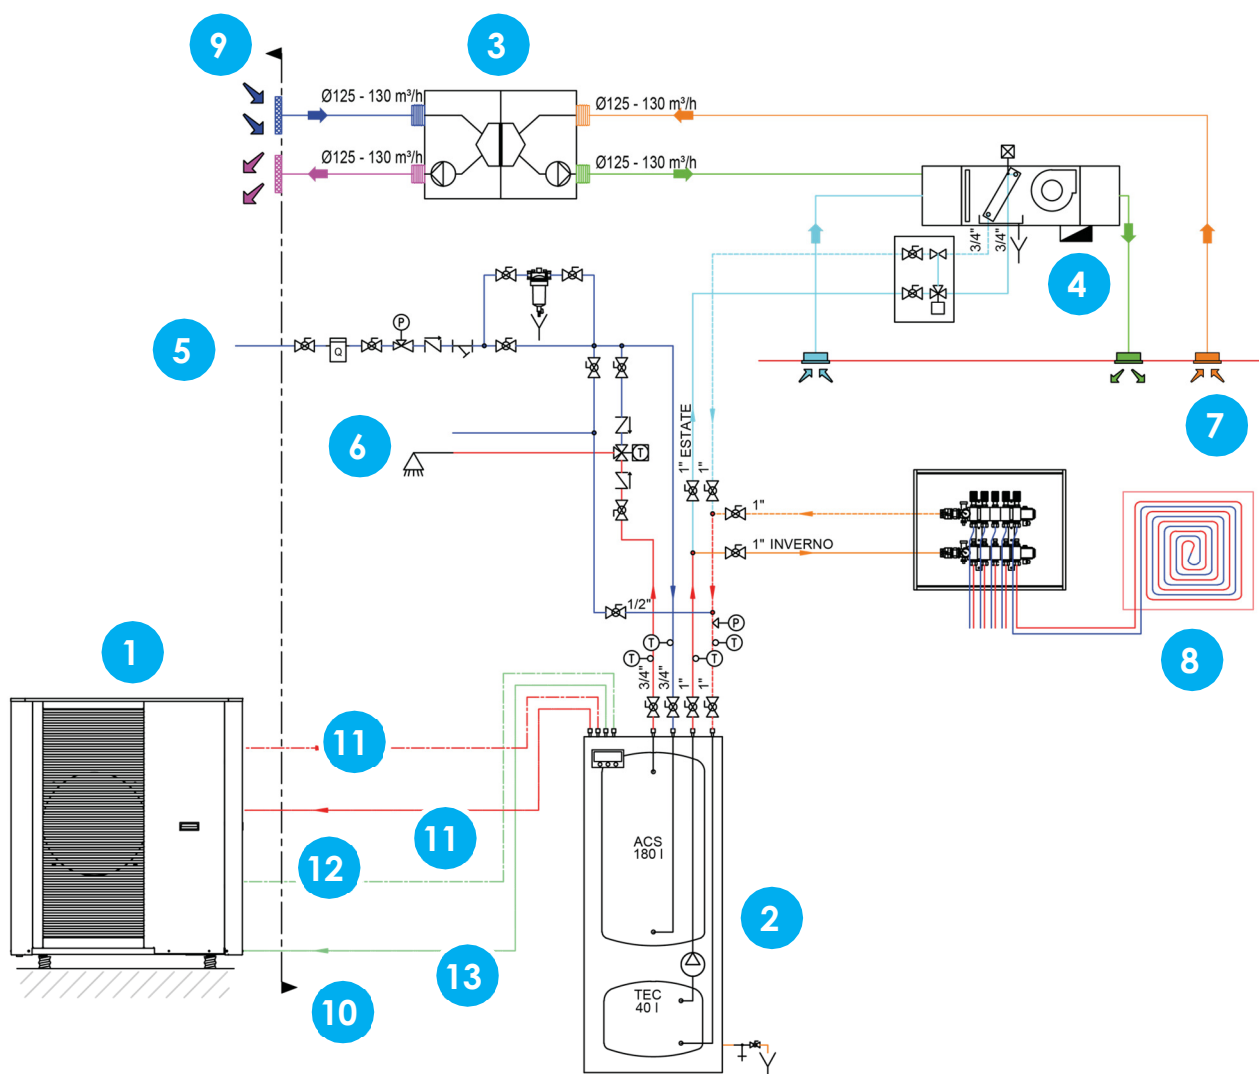 9
3
Ø125 - 130 m³/h
Ø125 - 130 m³/h
Ø125 - 130 m³/h
Ø125 - 130 m³/h
3/4"
3/4"
4
5
P
Q
6
T
7
1" ESTATE
1"
1"
1" INVERNO
1/2"
P
T
T
T
T
3/4"
3/4"
1"
1"
8
1
11
11
12
13
10
ACS
180 l
2
TEC
40 l